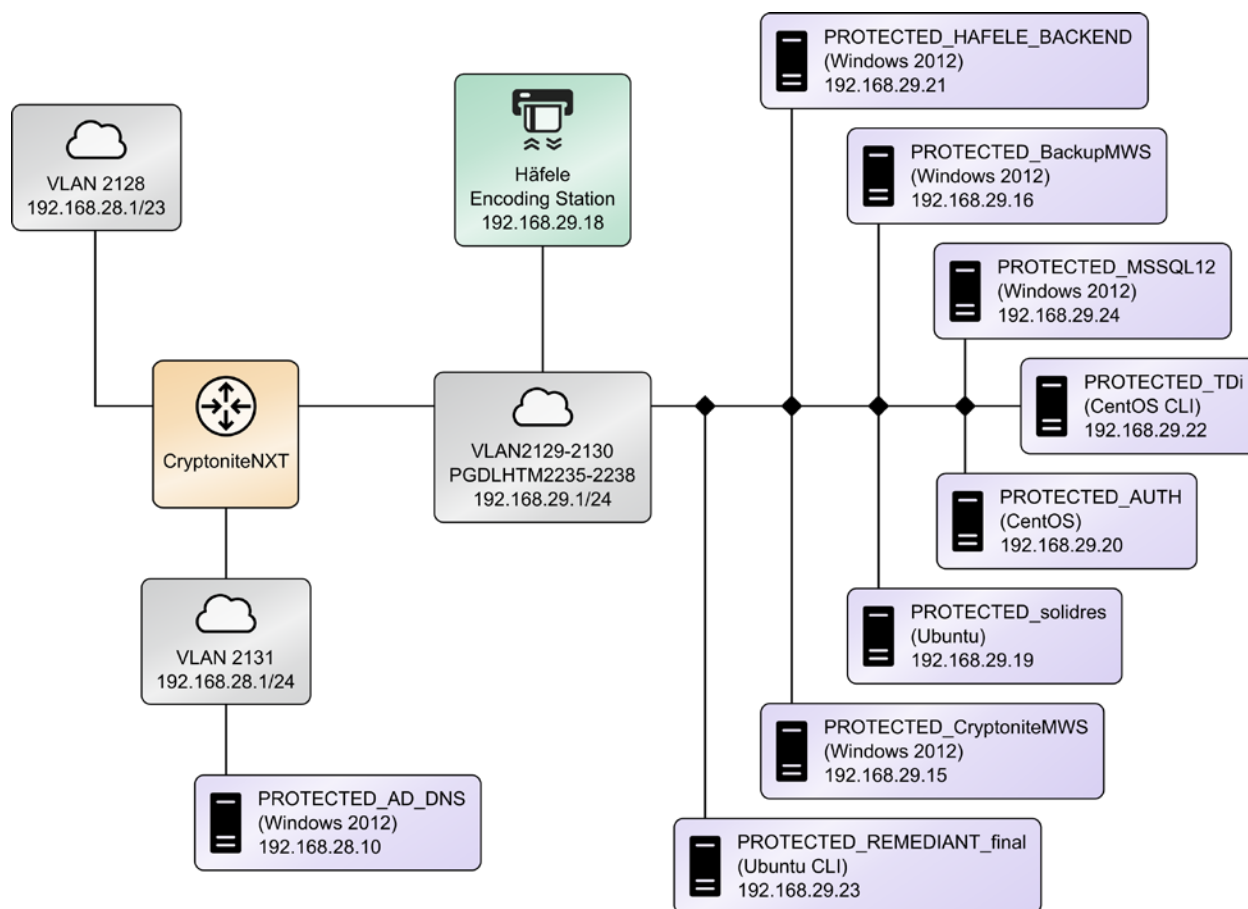 PROTECTED_HAFELE_BACKEND
(Windows 2012)
192.168.29.21
VLAN 2128
192.168.28.1/23
Häfele
Encoding Station
192.168.29.18
PROTECTED_BackupMWS
(Windows 2012)
192.168.29.16
PROTECTED_MSSQL12
(Windows 2012)
192.168.29.24
CryptoniteNXT
VLAN2129-2130
PGDLHTM2235-2238
192.168.29.1/24
PROTECTED_TDi
(CentOS CLI)
192.168.29.22
PROTECTED_AUTH
(CentOS)
192.168.29.20
VLAN 2131
192.168.28.1/24
PROTECTED_solidres
(Ubuntu)
192.168.29.19
PROTECTED_CryptoniteMWS
(Windows 2012)
192.168.29.15
PROTECTED_AD_DNS
(Windows 2012)
192.168.28.10
PROTECTED_REMEDIANT_final
(Ubuntu CLI)
192.168.29.23